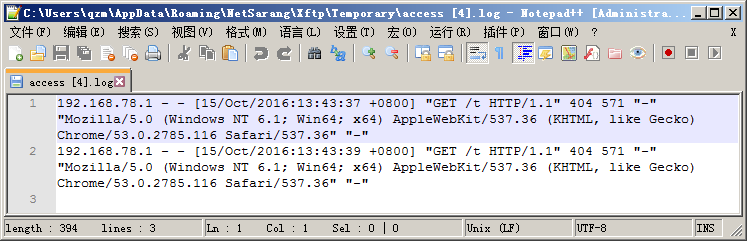 C:\Users\qzm\AppData\Roaming\NetSarang\Xftp\Temporary\access [4].log - Notepad++ [Administra...
文件(F) 编辑(E) 搜索(S) 视图(V) 格式(M) 语言(L) 设置(T) 宏(O) 运行(R) 插件(P) 窗口(W) ? X
access [4].log
1 192.168.78.1 - - [15/Oct/2016:13:43:37 +0800] "GET /t HTTP/1.1" 404 571 "-"
"Mozilla/5.0 (Windows NT 6.1; Win64; x64) AppleWebKit/537.36 (KHTML, like Gecko)
Chrome/53.0.2785.116 Safari/537.36" "-"
2 192.168.78.1 - - [15/Oct/2016:13:43:39 +0800] "GET /t HTTP/1.1" 404 571 "-"
"Mozilla/5.0 (Windows NT 6.1; Win64; x64) AppleWebKit/537.36 (KHTML, like Gecko)
Chrome/53.0.2785.116 Safari/537.36" "-"
3
length : 394 lines : 3 Ln : 1 Col : 1 Sel : 0 | 0 Unix (LF) UTF-8 INS